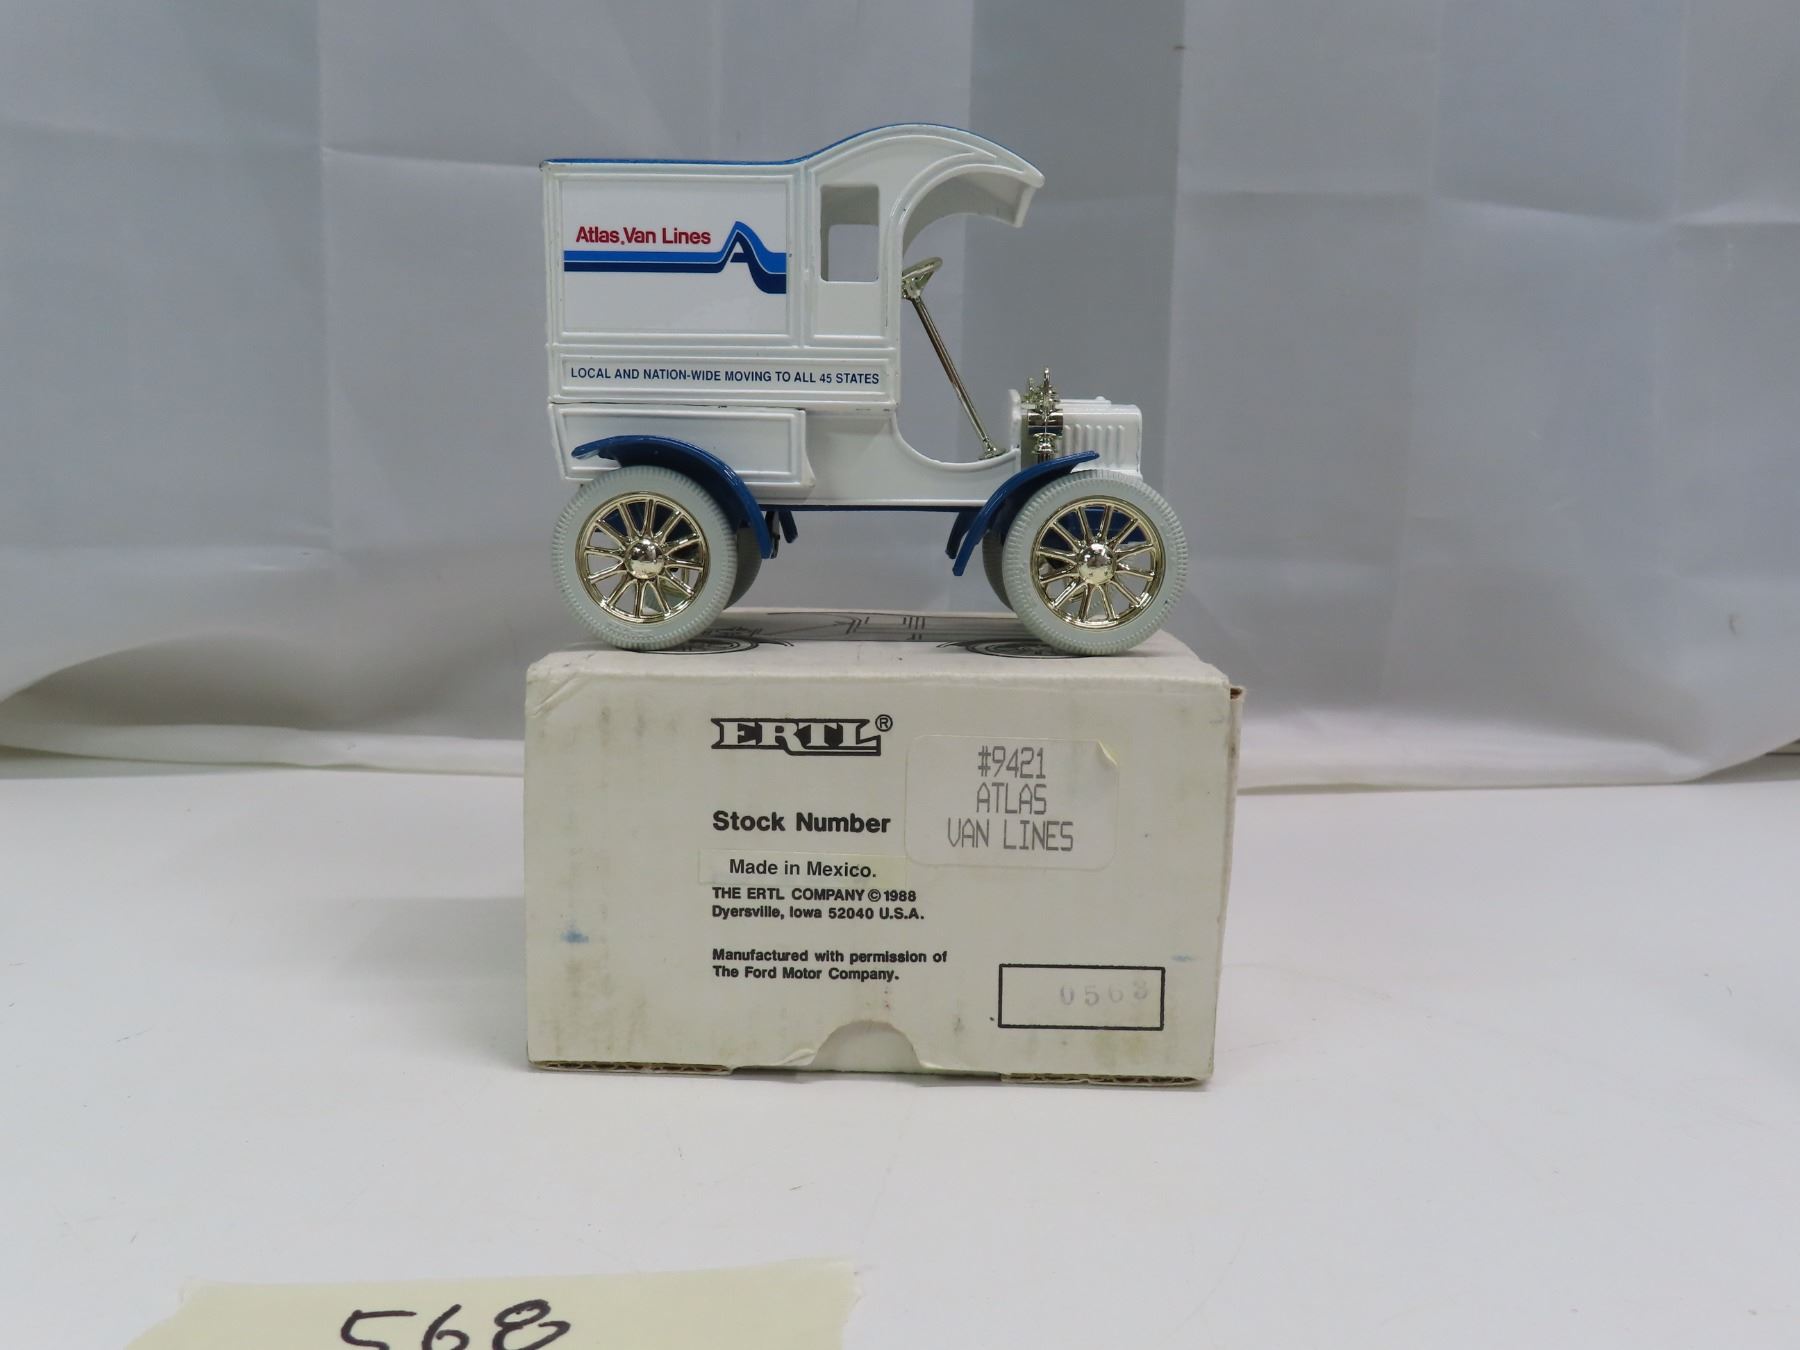 Atlas Van Lines
LOCAL AND NATION-WIDE MOVING TO ALL 45 STATES
ERTL®
#9421
ATLAS
VAN LINES
Stock Number
Made in Mexico.
THE ERTL COMPANY © 1988
Dyersville, Iowa 52040 U.S.A.
Manufactured with permission of
The Ford Motor Company.
0563
568